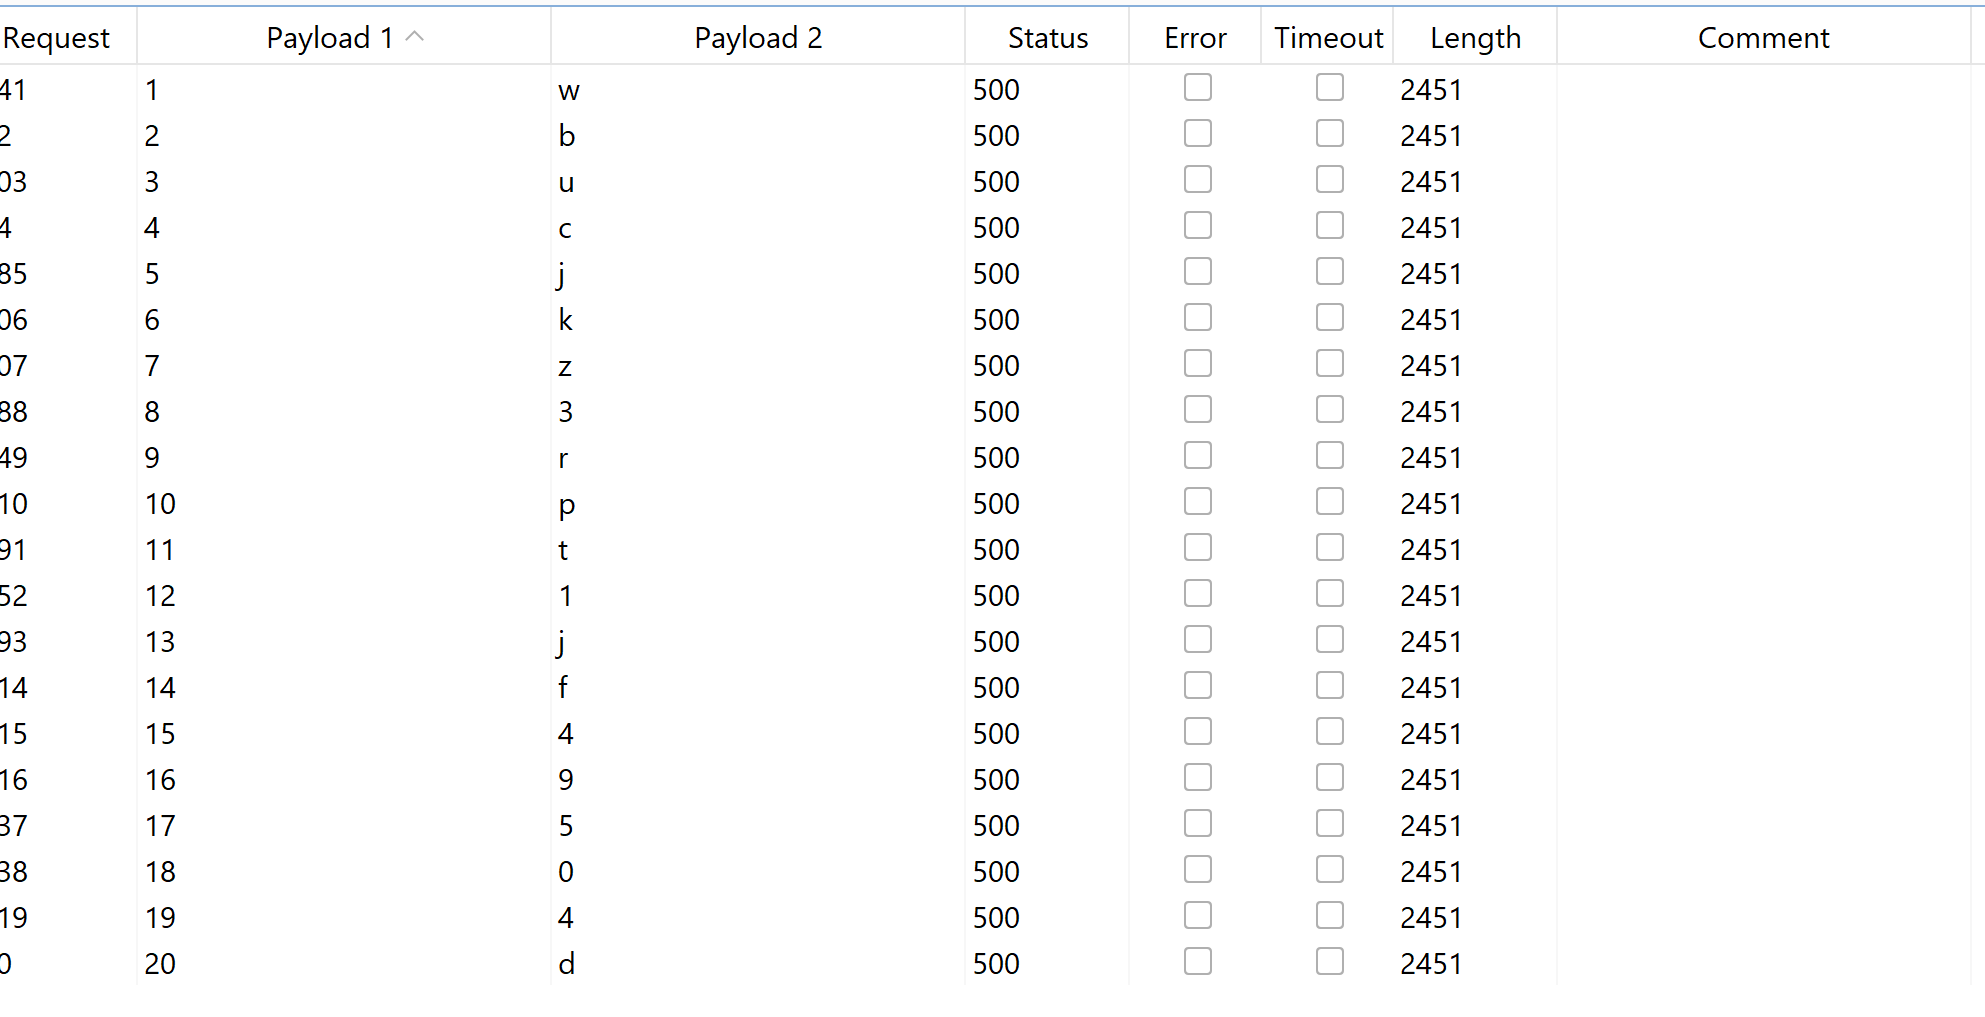 Request Payload 1 Payload 2 Status Error Timeout Length Comment
41 1 w 500 2451
2 2 b 500 2451
03 3 u 500 2451
4 4 c 500 2451
85 5 j 500 2451
06 6 k 500 2451
07 7 z 500 2451
88 8 3 500 2451
49 9 r 500 2451
10 10 p 500 2451
91 11 t 500 2451
52 12 1 500 2451
93 13 j 500 2451
14 14 f 500 2451
15 15 4 500 2451
16 16 9 500 2451
37 17 5 500 2451
38 18 0 500 2451
19 19 4 500 2451
0 20 d 500 2451